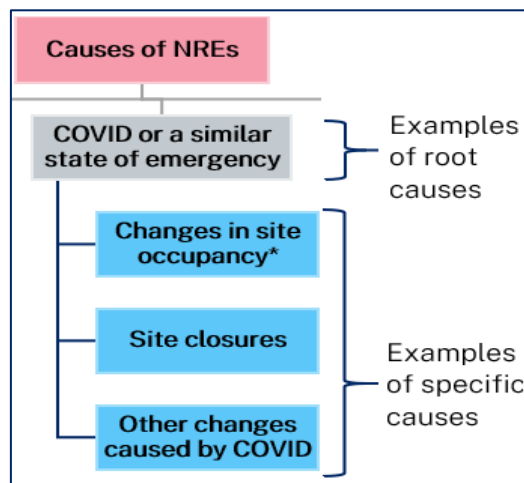 Causes of NREs
COVID or a similar
state of emergency
Examples
of root
causes
Changes in site
occupancy*
Site closures
Other changes
caused by COVID
Examples
of specific
causes